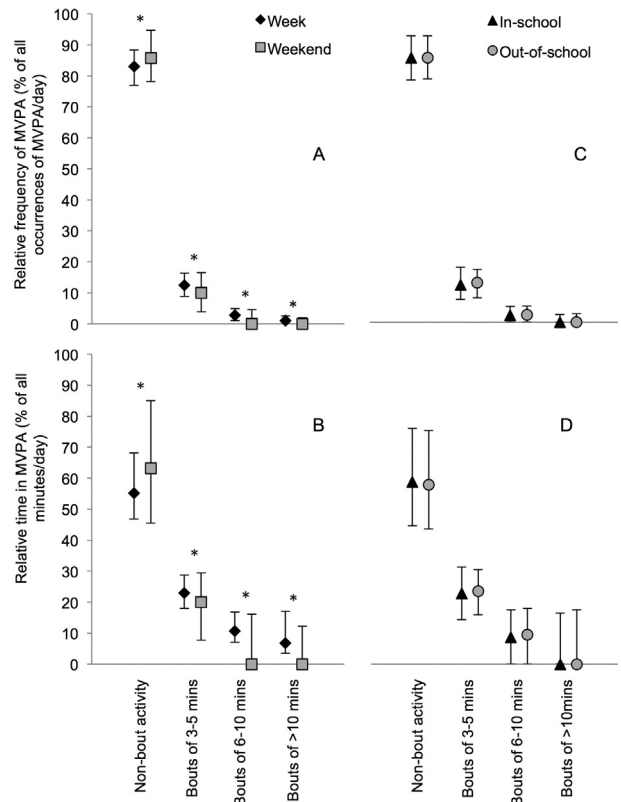 Week
Weekend
In-school
Out-of-school
Relative frequency of MVPA (% of all
occurrences of MVPA/day)
100
90
80
70
60
50
40
30
20
10
0
*
*
*
*
A
C
Relative time in MVPA (% of all
minutes/day)
100
90
80
70
60
50
40
30
20
10
0
*
*
*
*
B
D
Non-bout activity
Bouts of 3-5 mins
Bouts of 6-10 mins
Bouts of >10 mins
Non-bout activity
Bouts of 3-5 mins
Bouts of 6-10 mins
Bouts of >10mins